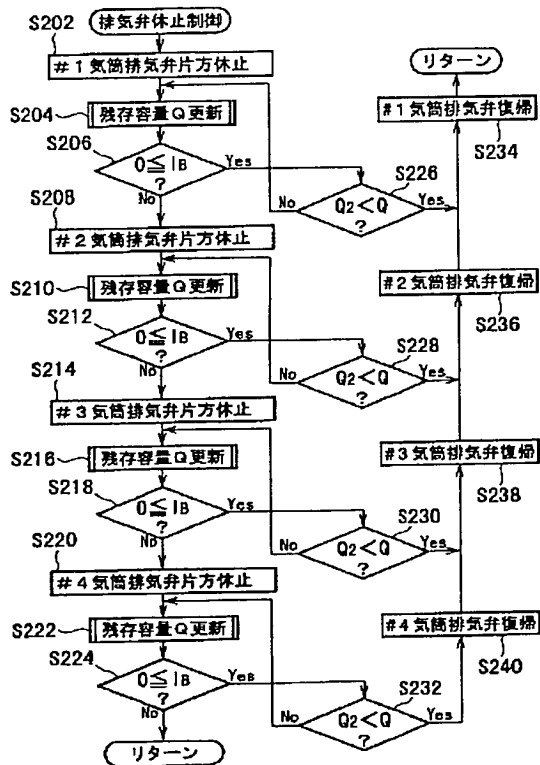 排気弁休止制御
S202
#1気筒排気弁片方休止
S204
残存容量Q更新
S206
0≦IB
?
Yes
No
S226
Q2<Q
?
No
Yes
S208
#2気筒排気弁片方休止
S210
残存容量Q更新
S212
0≦IB
?
Yes
No
S228
Q2<Q
?
No
Yes
S214
#3気筒排気弁片方休止
S216
残存容量Q更新
S218
0≦IB
?
Yes
No
S230
Q2<Q
?
No
Yes
S220
#4気筒排気弁片方休止
S222
残存容量Q更新
S224
0≦IB
?
Yes
No
S232
Q2<Q
?
No
Yes
リターン
リターン
#1気筒排気弁復帰
S234
#2気筒排気弁復帰
S236
#3気筒排気弁復帰
S238
#4気筒排気弁復帰
S240